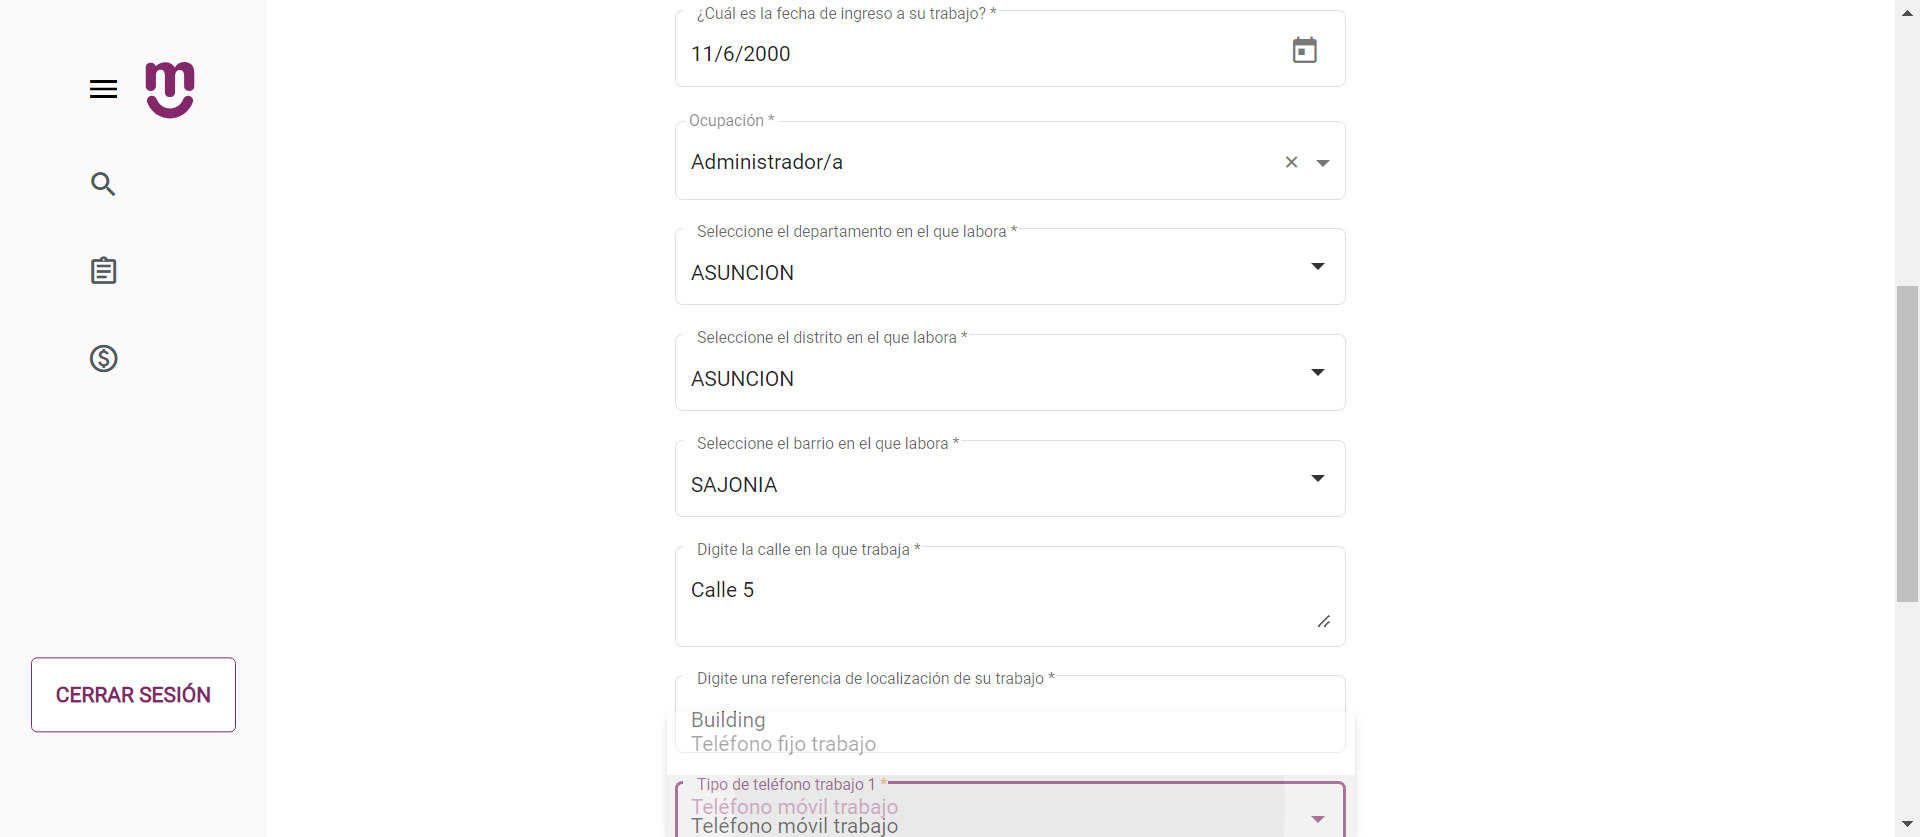 ¿Cuál es la fecha de ingreso a su trabajo? *
11/6/2000
Ocupación *
Administrador/a
Seleccione el departamento en el que labora *
ASUNCION
Seleccione el distrito en el que labora *
ASUNCION
Seleccione el barrio en el que labora *
SAJONIA
Digite la calle en la que trabaja *
Calle 5
CERRAR SESIÓN
Digite una referencia de localización de su trabajo *
Building
Teléfono fijo trabajo
Tipo de teléfono trabajo 1 *
Teléfono móvil trabajo
Teléfono móvil trabajo